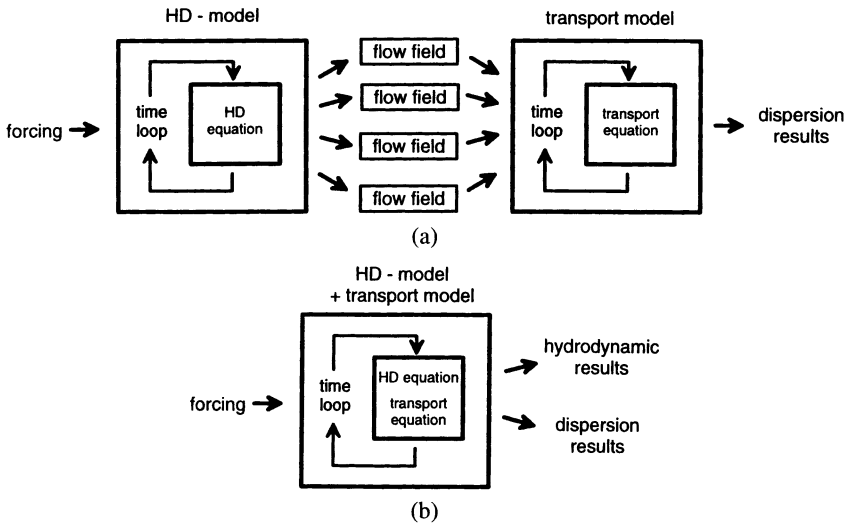 HD - model
transport model
flow field
flow field
flow field
flow field
forcing
time
loop
HD
equation
time
loop
transport
equation
dispersion
results
(a)
HD - model
+ transport model
forcing
time
loop
HD equation
transport
equation
hydrodynamic
results
dispersion
results
(b)